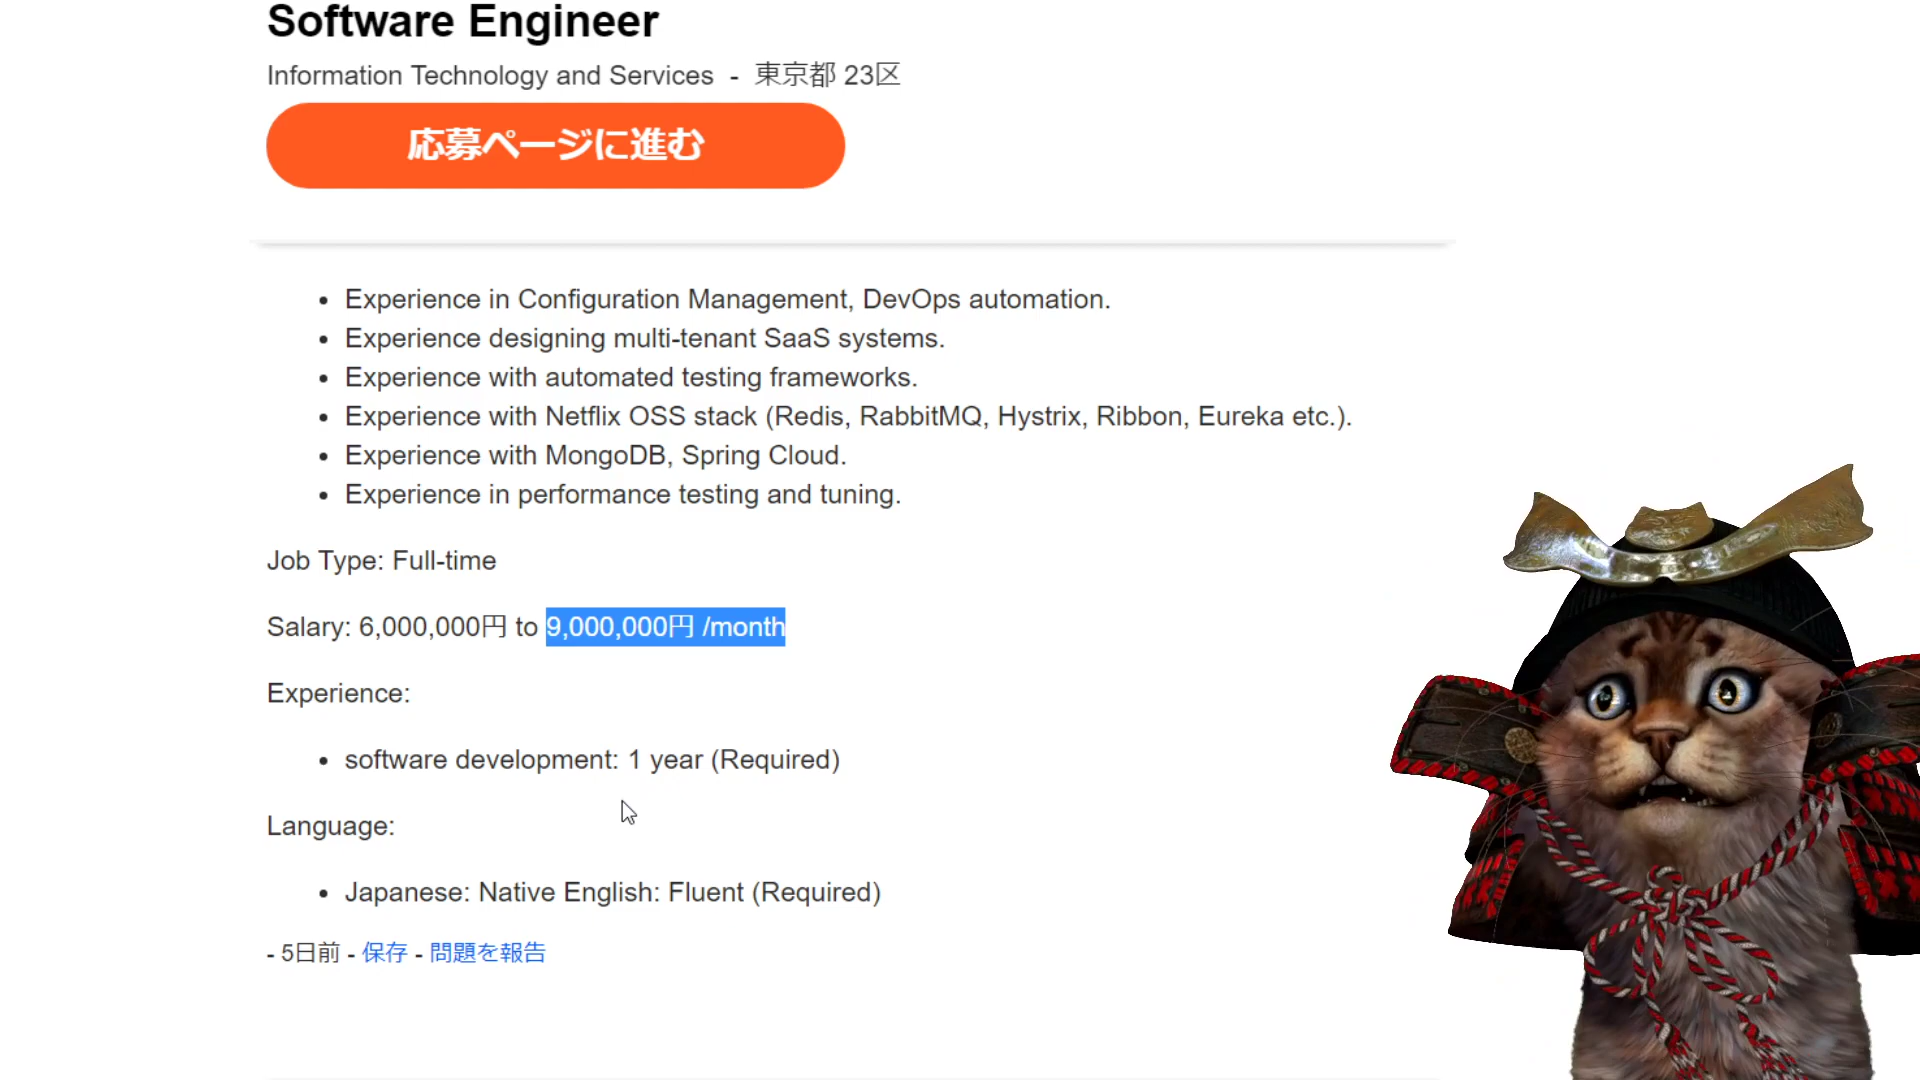 Software Engineer
Information Technology and Services - 東京都 23区
応募ページに進む
Experience in Configuration Management, DevOps automation.
Experience designing multi-tenant SaaS systems.
Experience with automated testing frameworks.
Experience with Netflix OSS stack (Redis, RabbitMQ, Hystrix, Ribbon, Eureka etc.).
Experience with MongoDB, Spring Cloud.
Experience in performance testing and tuning.
Job Type: Full-time
Salary: 6,000,000円 to 9,000,000円 /month
Experience:
software development: 1 year (Required)
Language:
Japanese: Native English: Fluent (Required)
- 5日前 - 保存 - 問題を報告